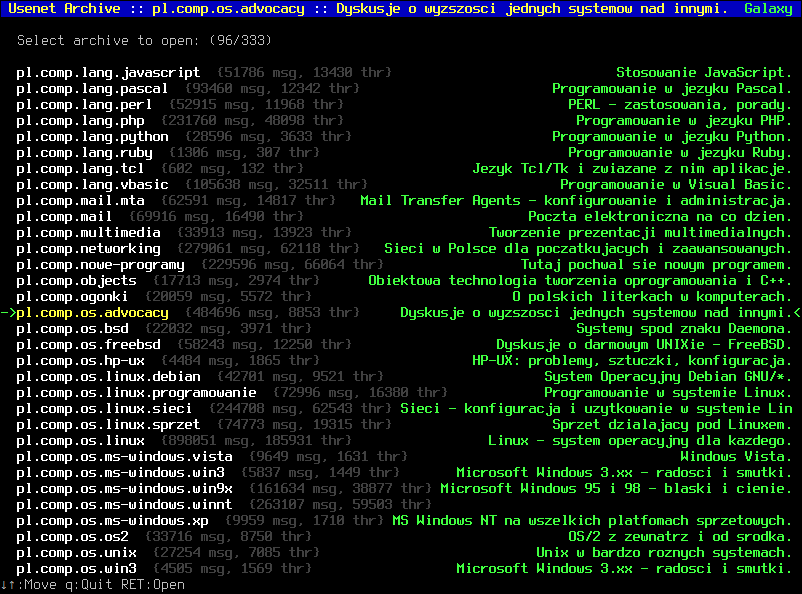 Usenet Archive :: pl.comp.os.advocacy :: Dyskusje o wyzszosci jednych systemow nad innymi. Galaxy
Select archive to open: (96/333)
pl.comp.lang.javascript {51786 msg, 13430 thr} Stosowanie JavaScript.
pl.comp.lang.pascal {93460 msg, 12342 thr} Programowanie w jezyku Pascal.
pl.comp.lang.perl {52915 msg, 11968 thr} PERL - zastosowania, porady.
pl.comp.lang.php {231760 msg, 48098 thr} Programowanie w jezyku PHP.
pl.comp.lang.python {28596 msg, 3633 thr} Programowanie w jezyku Python.
pl.comp.lang.ruby {1306 msg, 307 thr} Programowanie w jezyku Ruby.
pl.comp.lang.tcl {602 msg, 132 thr} Jezyk Tcl/Tk i zwiazane z nim aplikacje.
pl.comp.lang.vbasic {105638 msg, 32511 thr} Programowanie w Visual Basic.
pl.comp.mail.mta {62591 msg, 14817 thr} Mail Transfer Agents - konfigurowanie i administracja.
pl.comp.mail {69916 msg, 16490 thr} Poczta elektroniczna na co dzien.
pl.comp.multimedia {33913 msg, 13923 thr} Tworzenie prezentacji multimedialnych.
pl.comp.networking {279061 msg, 62118 thr} Sieci w Polsce dla poczatkujacych i zaawansowanych.
pl.comp.nowe-programy {229596 msg, 66064 thr} Tutaj pochwal sie nowym programem.
pl.comp.objects {17713 msg, 2974 thr} Obiektowa technologia tworzenia oprogramowania i C++.
pl.comp.ogonki {20059 msg, 5572 thr} O polskich literkach w komputerach.
->pl.comp.os.advocacy {484696 msg, 8853 thr} Dyskusje o wyzszosci jednych systemow nad innymi.<
pl.comp.os.bsd {22032 msg, 3971 thr} Systemy spod znaku Daemona.
pl.comp.os.freebsd {58243 msg, 12250 thr} Dyskusje o darmowym UNIXie - FreeBSD.
pl.comp.os.hp-ux {4484 msg, 1865 thr} HP-UX: problemy, sztuczki, konfiguracja.
pl.comp.os.linux.debian {42701 msg, 9521 thr} System Operacyjny Debian GNU/*.
pl.comp.os.linux.programowanie {72996 msg, 16380 thr} Programowanie w systemie Linux.
pl.comp.os.linux.sieci {244708 msg, 62543 thr} Sieci - konfiguracja i uzytkowanie w systemie Lin
pl.comp.os.linux.sprzet {74773 msg, 19315 thr} Sprzet dzialajacy pod Linuxem.
pl.comp.os.linux {898051 msg, 185931 thr} Linux - system operacyjny dla kazdego.
pl.comp.os.ms-windows.vista {9649 msg, 1631 thr} Windows Vista.
pl.comp.os.ms-windows.win3 {5837 msg, 1449 thr} Microsoft Windows 3.xx - radosci i smutki.
pl.comp.os.ms-windows.win9x {161634 msg, 38877 thr} Microsoft Windows 95 i 98 - blaski i cienie.
pl.comp.os.ms-windows.winnt {263107 msg, 59503 thr}
pl.comp.os.ms-windows.xp {9959 msg, 1710 thr} MS Windows NT na wszelkich platfomach sprzetowych.
pl.comp.os.os2 {33716 msg, 8750 thr} OS/2 z zewnatrz i od srodka.
pl.comp.os.unix {27254 msg, 7085 thr} Unix w bardzo roznych systemach.
pl.comp.os.win3 {4505 msg, 1569 thr} Microsoft Windows 3.xx - radosci i smutki.
↓↑:Move q:Quit RET:Open